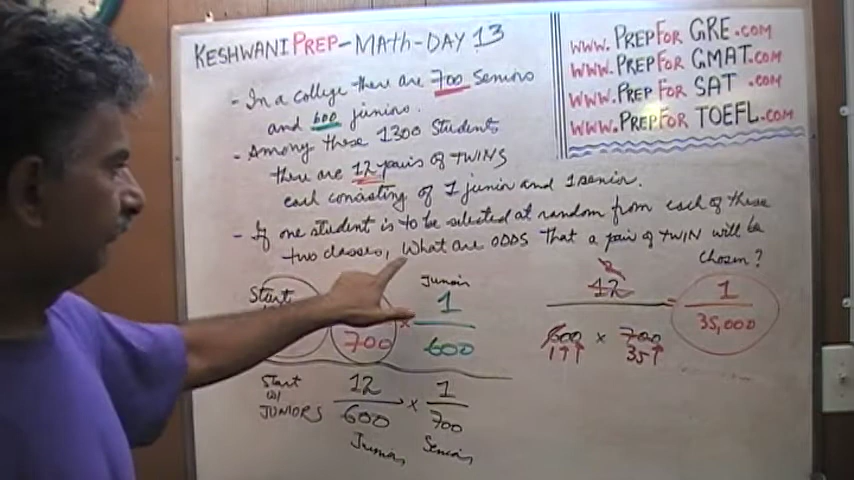 KESHWANI PREP-MATH-DAY 13
www. PREPFOR GRE.COM
www. PREPFOR GMAT.COM
www. PREPFOR SAT .COM
www. PREPFOR TOEFL.COM
- In a college there are 700 Seniors
and 600 juniors.
- Among these 1300 Students
there are 12 pairs of TWINS
each consisting of 1 junior and 1 senior.
- If one student is to be selected at random from each of these
two classes, What are ODDS That a pair of TWIN will be
chosen?
Start
700
×
Junior
1
600
12
600 × 700
=
1
35,000
Start
w/
JUNIORS
12
600
×
1
700
Junior
Senior